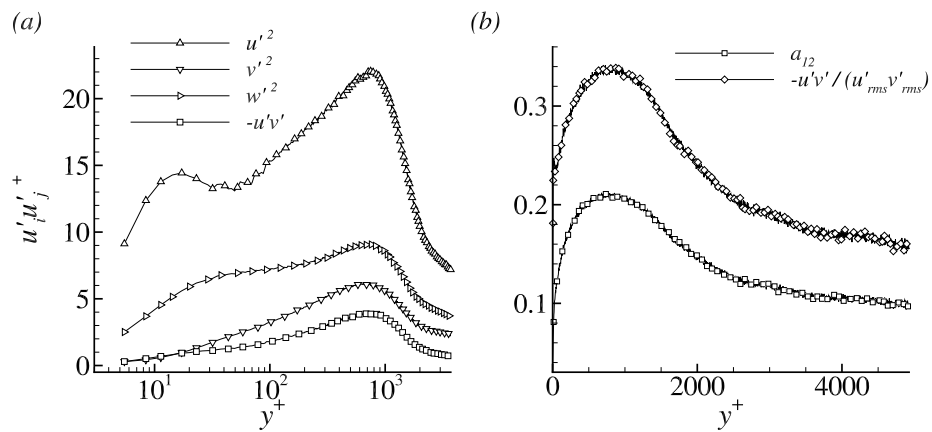 (a)
u'²
v'²
w'²
-u'v'
20
15
10
5
0
u'ᵢu'ⱼ⁺
10¹ 10² 10³
y⁺
(b)
a₁₂
-u'v'/(u'rmsv'rms)
0.3
0.2
0.1
0 2000 4000
y⁺